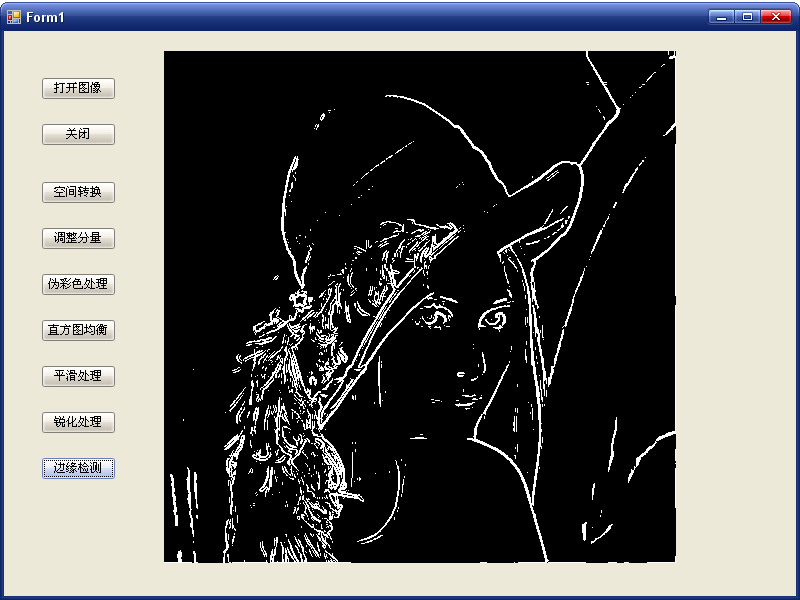 Form1
打开图像
关闭
空间转换
调整分量
伪彩色处理
直方图均衡
平滑处理
锐化处理
边缘检测